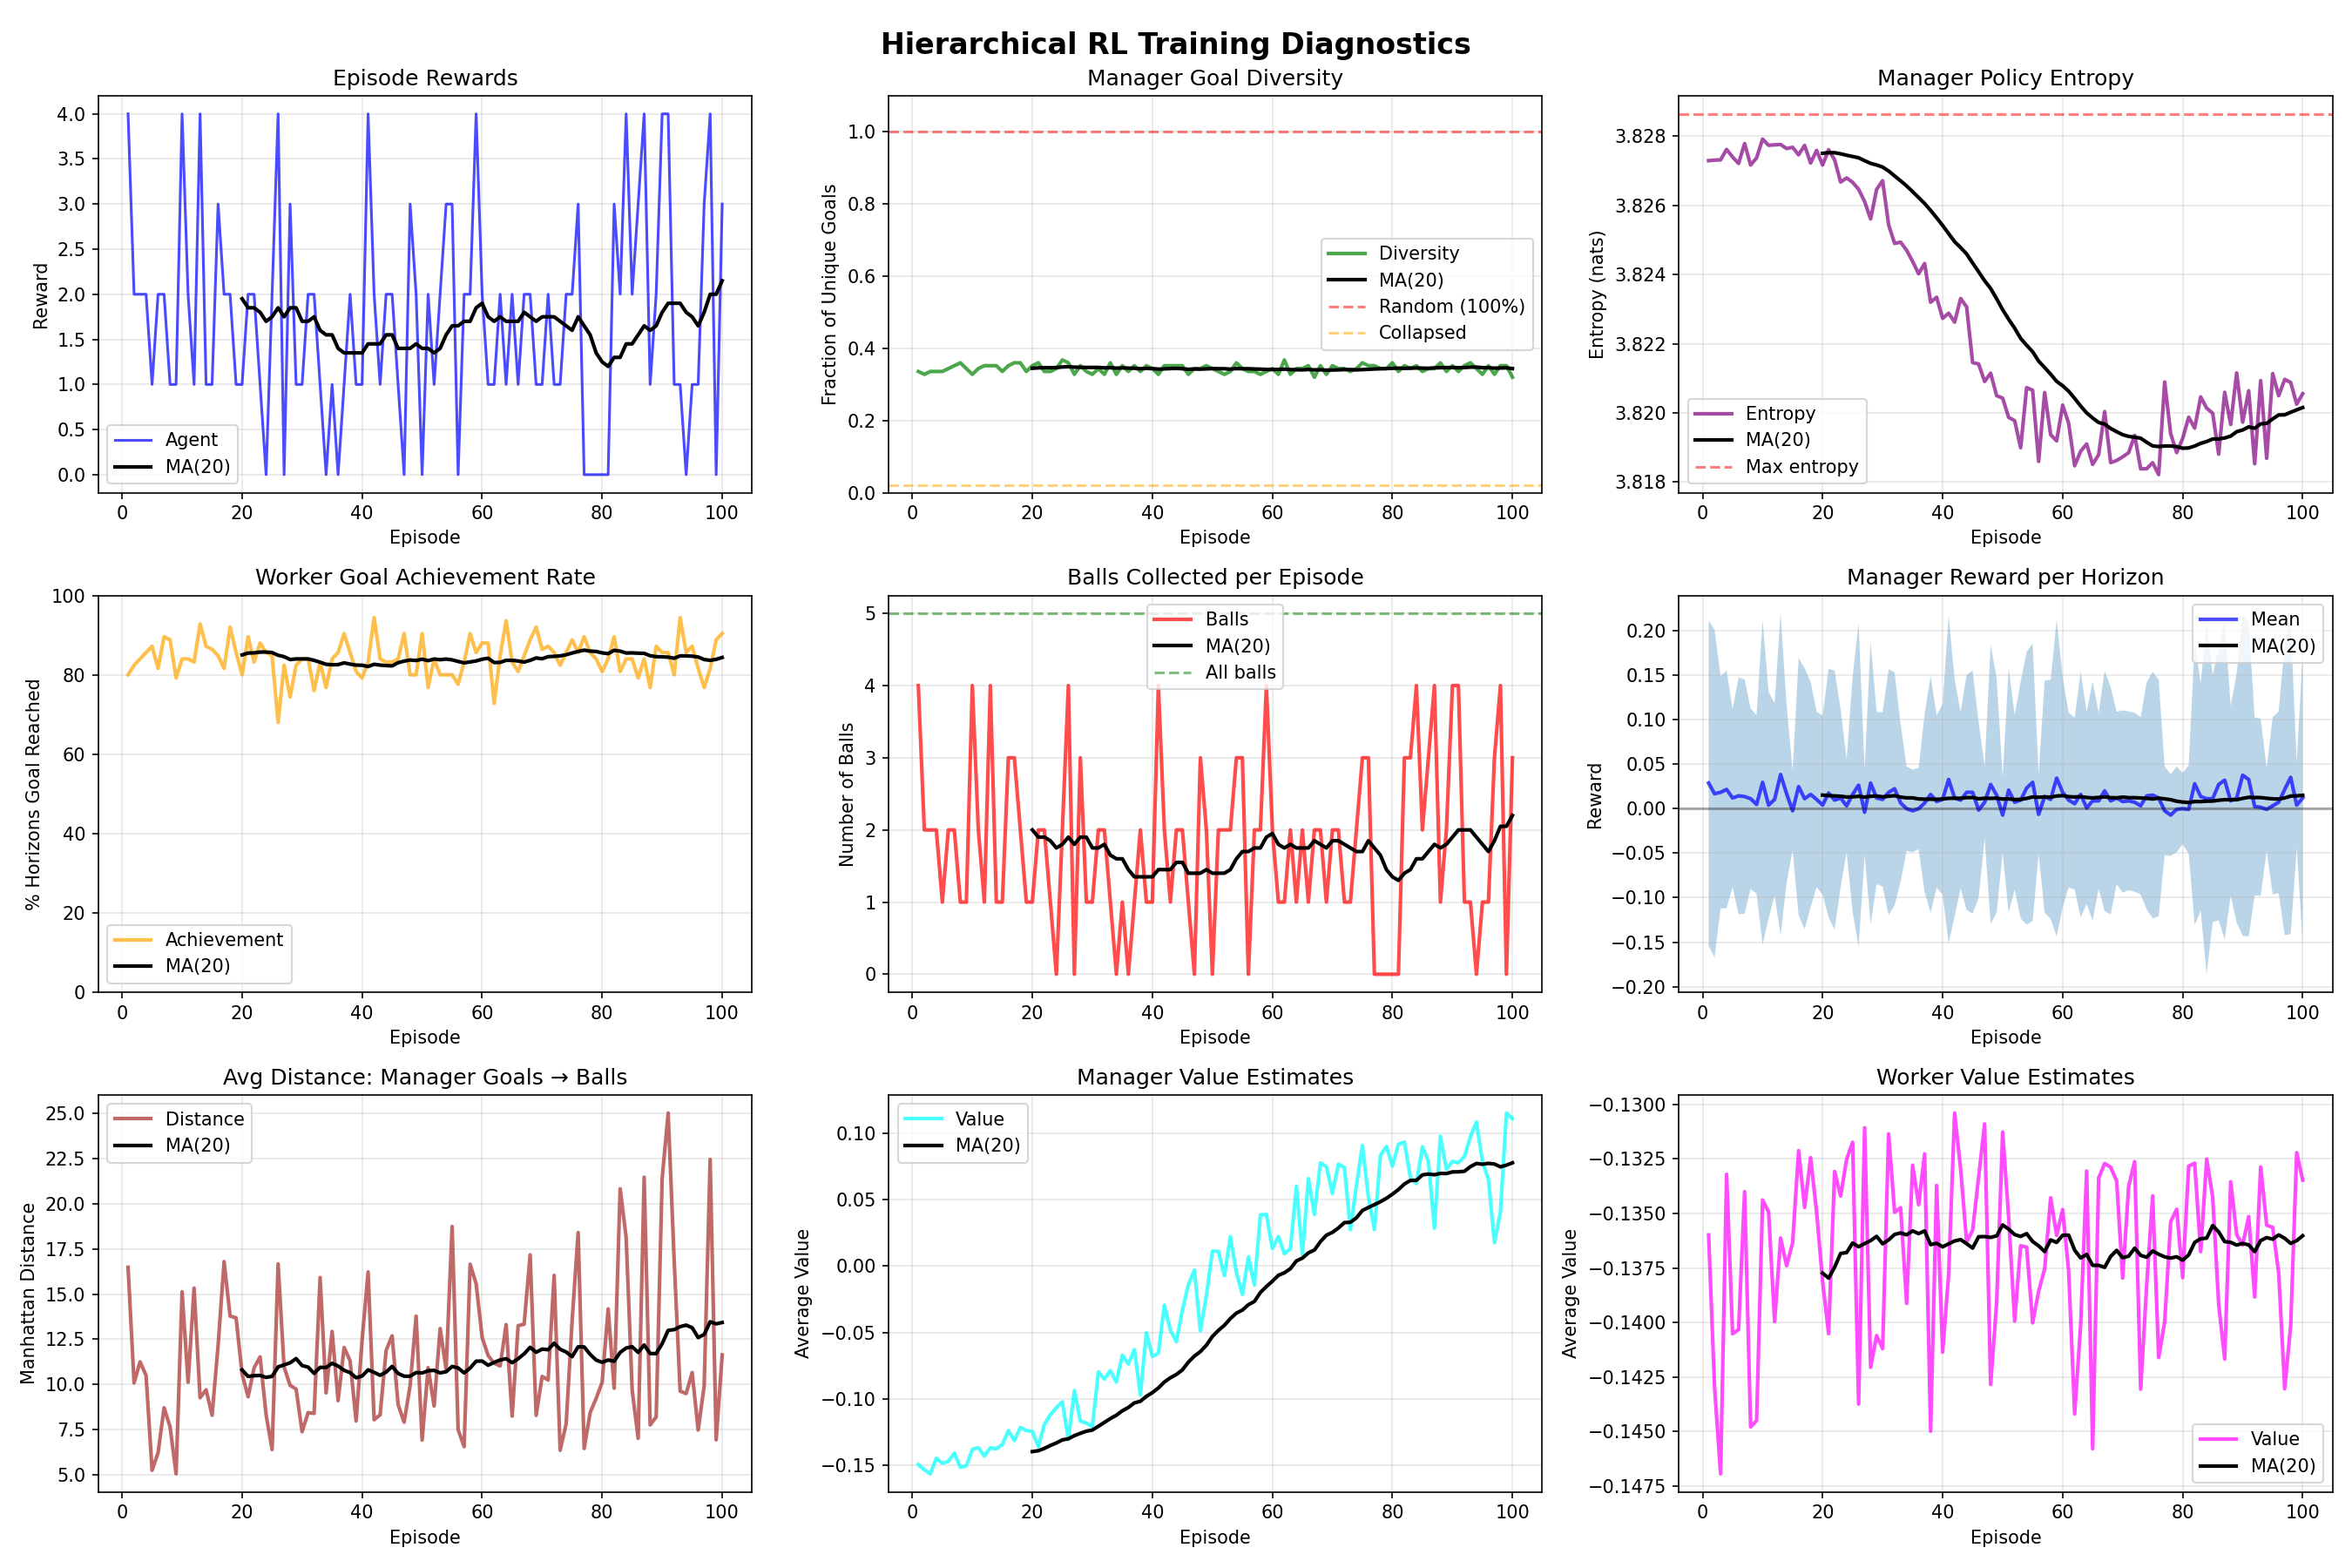 Hierarchical RL Training Diagnostics
Episode Rewards
Reward
4.0
3.5
3.0
2.5
2.0
1.5
1.0
0.5
0.0
Agent
MA(20)
0 20 40 60 80 100
Episode
Manager Goal Diversity
Fraction of Unique Goals
1.0
0.8
0.6
0.4
0.2
0.0
Diversity
MA(20)
Random (100%)
Collapsed
0 20 40 60 80 100
Episode
Manager Policy Entropy
Entropy (nats)
3.828
3.826
3.824
3.822
3.820
3.818
Entropy
MA(20)
Max entropy
0 20 40 60 80 100
Episode
Worker Goal Achievement Rate
% Horizons Goal Reached
100
80
60
40
20
0
Achievement
MA(20)
0 20 40 60 80 100
Episode
Balls Collected per Episode
Number of Balls
5
4
3
2
1
0
Balls
MA(20)
All balls
0 20 40 60 80 100
Episode
Manager Reward per Horizon
Reward
0.20
0.15
0.10
0.05
0.00
−0.05
−0.10
−0.15
−0.20
Mean
MA(20)
0 20 40 60 80 100
Episode
Avg Distance: Manager Goals → Balls
Manhattan Distance
25.0
22.5
20.0
17.5
15.0
12.5
10.0
7.5
5.0
Distance
MA(20)
0 20 40 60 80 100
Episode
Manager Value Estimates
Average Value
0.10
0.05
0.00
−0.05
−0.10
−0.15
Value
MA(20)
0 20 40 60 80 100
Episode
Worker Value Estimates
Average Value
−0.1300
−0.1325
−0.1350
−0.1375
−0.1400
−0.1425
−0.1450
−0.1475
Value
MA(20)
0 20 40 60 80 100
Episode